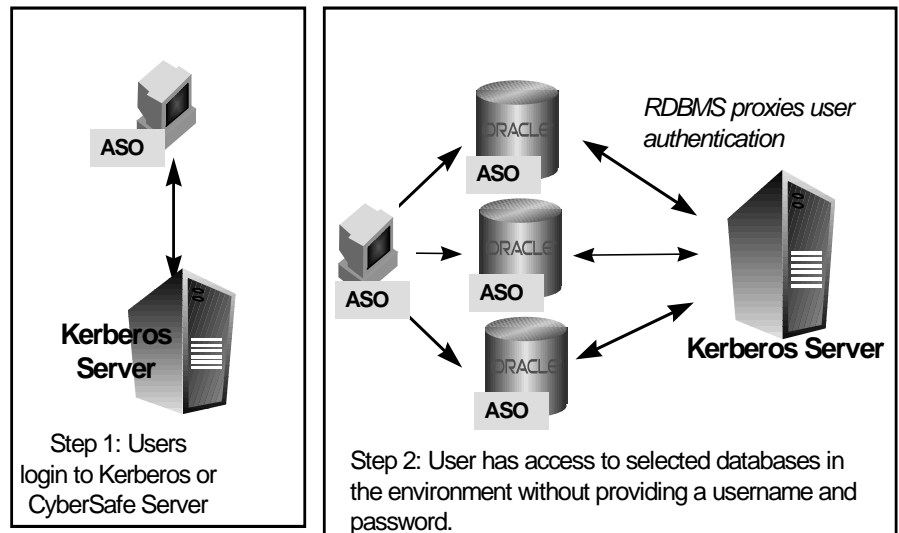 ASO
Kerberos
Server
Step 1: Users
login to Kerberos or
CyberSafe Server
ORACLE
ASO
RDBMS proxies user
authentication
ASO
ORACLE
ASO
ORACLE
ASO
Kerberos Server
Step 2: User has access to selected databases in
the environment without providing a username and
password.